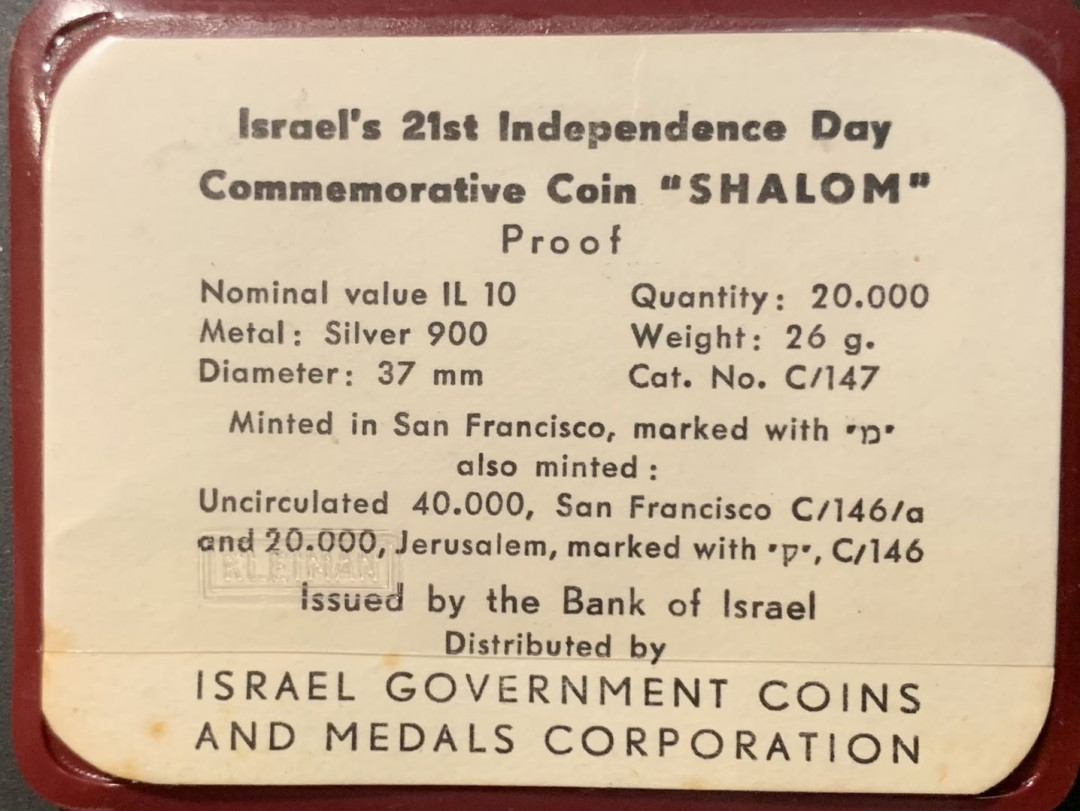 Israel's 21st Independence Day
Commemorative Coin "SHALOM"
Proof
Nominal value IL 10 Quantity: 20.000
Metal: Silver 900 Weight: 26 g.
Diameter: 37 mm Cat. No. C/147
Minted in San Francisco, marked with "מ"
also minted:
Uncirculated 40.000, San Francisco C/146/a
and 20.000, Jerusalem, marked with "ק", C/146
KLEINAN
issued by the Bank of Israel
Distributed by
ISRAEL GOVERNMENT COINS
AND MEDALS CORPORATION